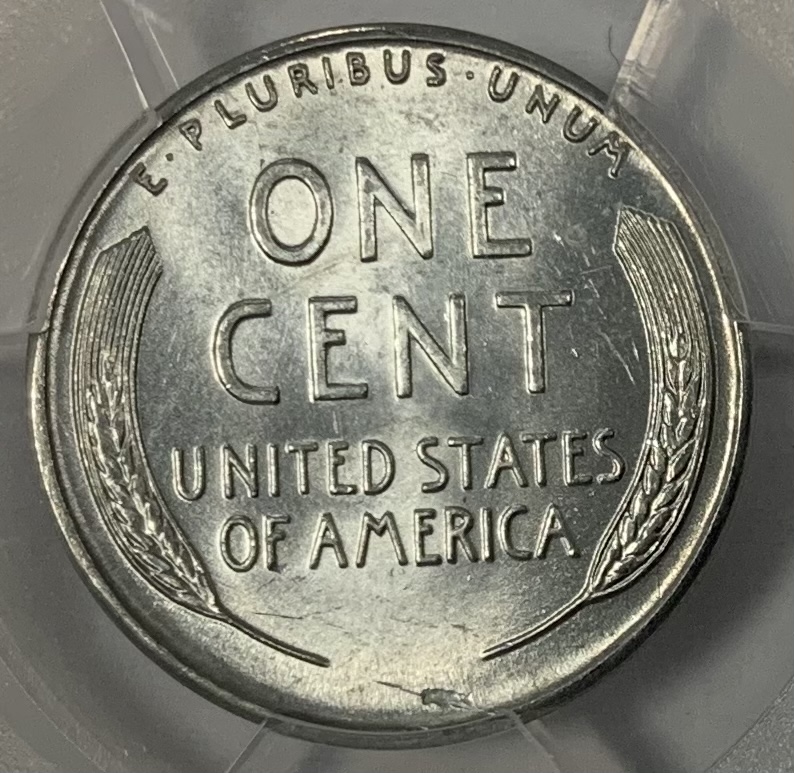 E·PLURIBUS·UNUM
ONE
CENT
UNITED STATES
OF AMERICA